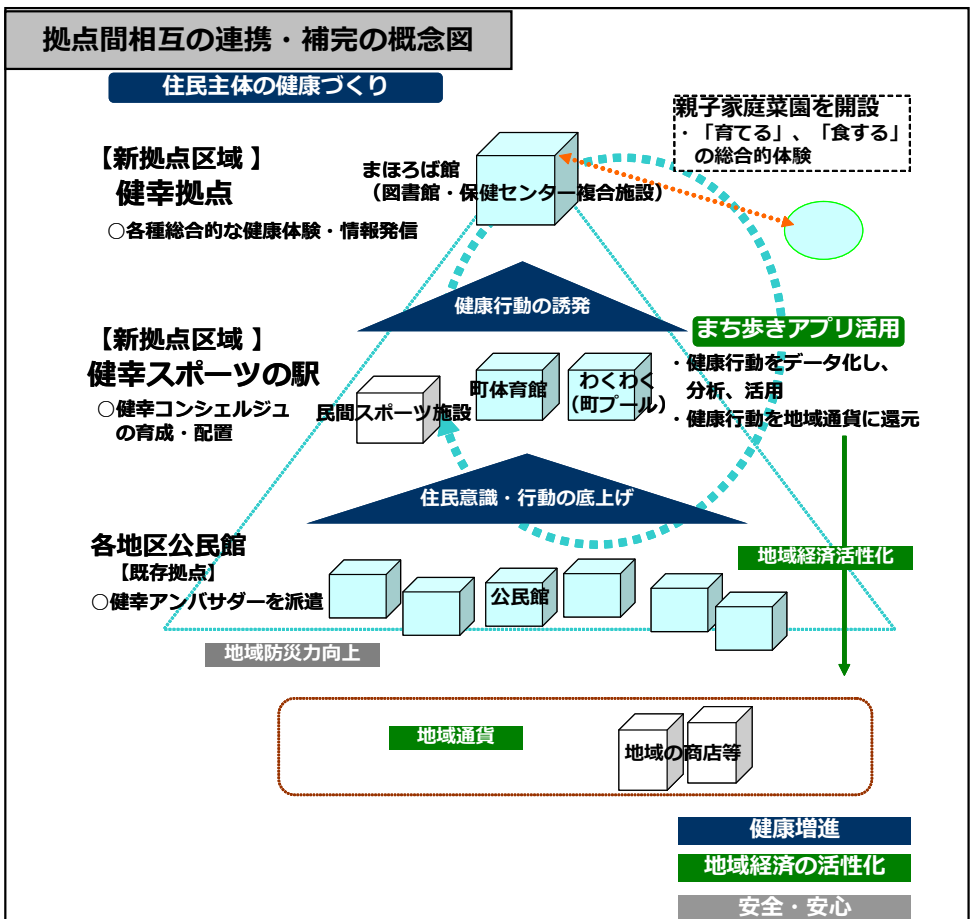 拠点間相互の連携・補完の概念図
住民主体の健康づくり
親子家庭菜園を開設
・「育てる」、「食する」
の総合的体験
【新拠点区域 】
健幸拠点
○各種総合的な健康体験・情報発信
まほろば館
（図書館・保健センター複合施設）
健康行動の誘発
まち歩きアプリ活用
・健康行動をデータ化し、
分析、活用
・健康行動を地域通貨に還元
【新拠点区域 】
健幸スポーツの駅
○健幸コンシェルジュ
の育成・配置
民間スポーツ施設
町体育館
わくわく
（町プール）
住民意識・行動の底上げ
地域経済活性化
各地区公民館
【既存拠点】
○健幸アンバサダーを派遣
公民館
地域防災力向上
地域通貨
地域の商店等
健康増進
地域経済の活性化
安全・安心